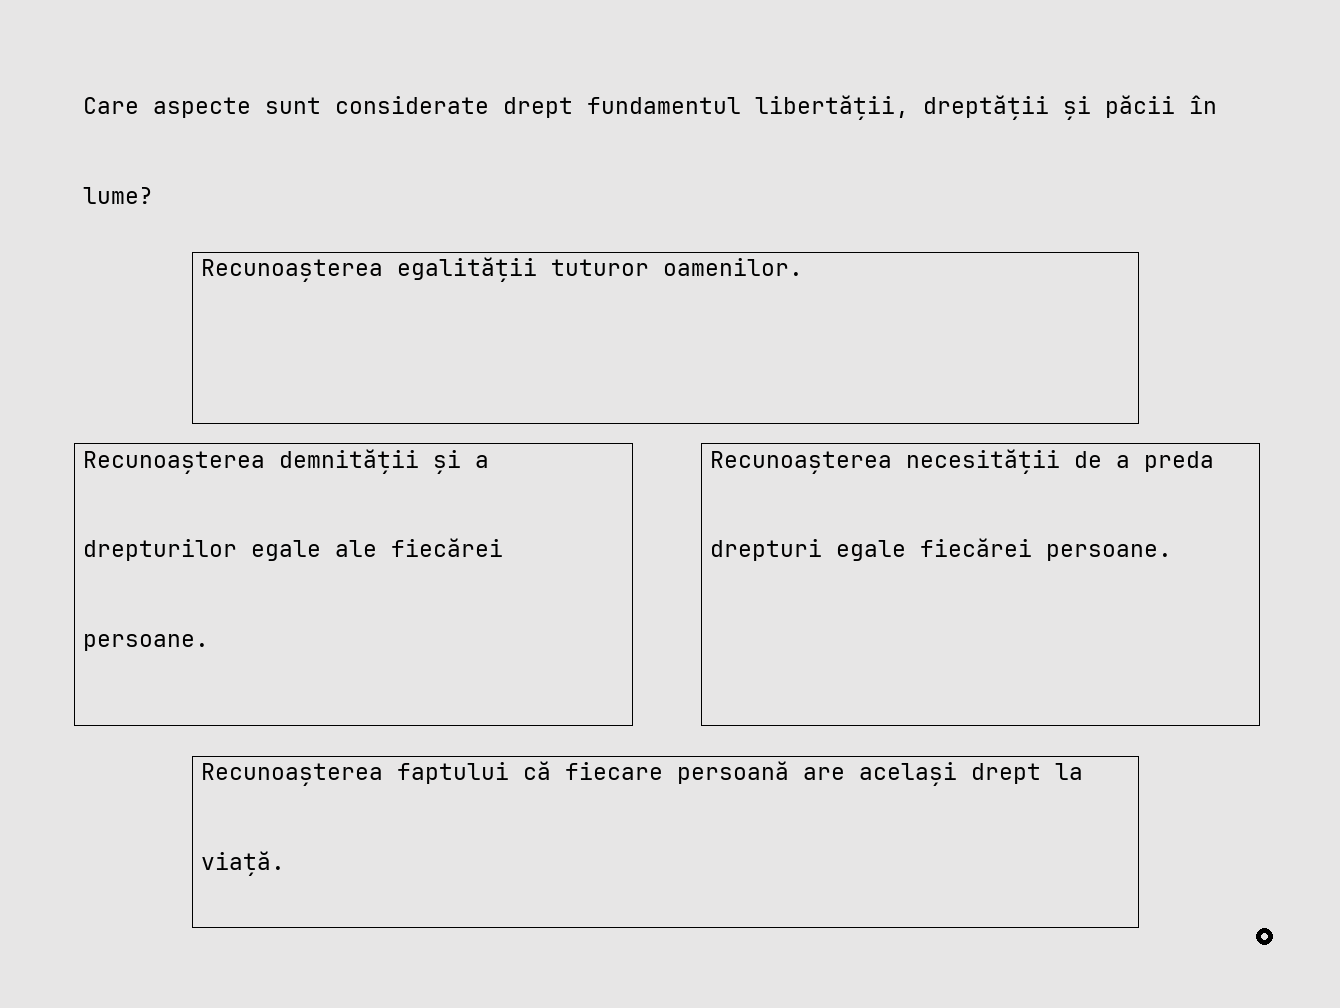 Care aspecte sunt considerate drept fundamentul libertății, dreptății și păcii în
lume?
Recunoașterea egalității tuturor oamenilor.
Recunoașterea demnității și a
drepturilor egale ale fiecărei
persoane.
Recunoașterea necesității de a preda
drepturi egale fiecărei persoane.
Recunoașterea faptului că fiecare persoană are același drept la
viață.